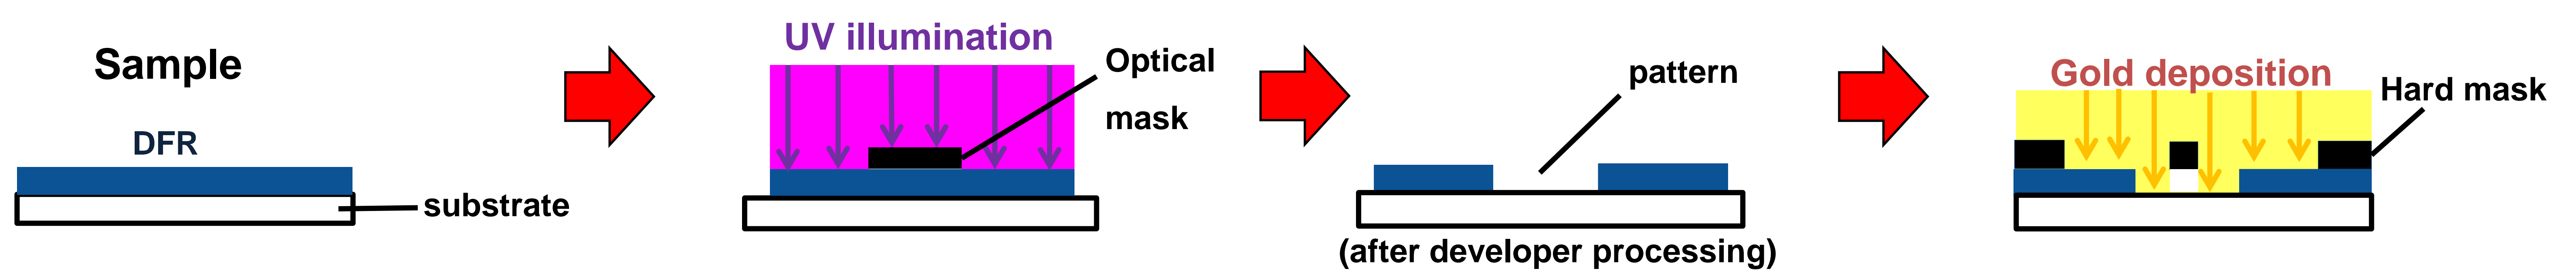 Sample
DFR
substrate
UV illumination
Optical
mask
pattern
(after developer processing)
Gold deposition
Hard mask